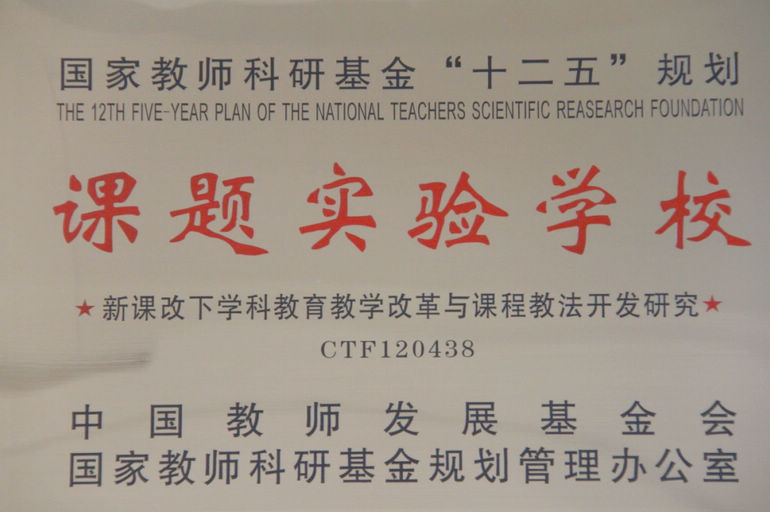 国家教师科研基金“十二五”规划
THE 12TH FIVE-YEAR PLAN OF THE NATIONAL TEACHERS SCIENTIFIC REASEARCH FOUNDATION
课题实验学校
★新课改下学科教育教学改革与课程教法开发研究★
CTF120438
中国教师发展基金会
国家教师科研基金规划管理办公室